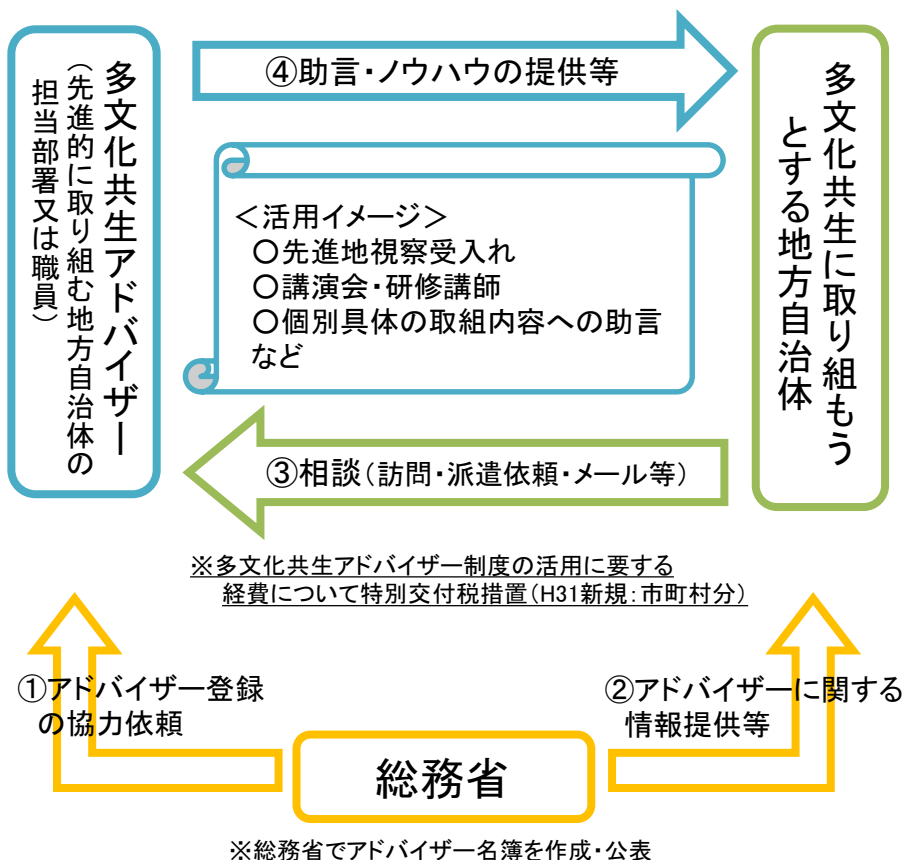 ④助言・ノウハウの提供等
多文化共生アドバイザー
（先進的に取り組む地方自治体の
担当部署又は職員）
多文化共生に取り組もう
とする地方自治体
＜活用イメージ＞
○先進地視察受入れ
○講演会・研修講師
○個別具体の取組内容への助言
など
③相談（訪問・派遣依頼・メール等）
※多文化共生アドバイザー制度の活用に要する
経費について特別交付税措置（H31新規：市町村分）
①アドバイザー登録
の協力依頼
②アドバイザーに関する
情報提供等
総務省
※総務省でアドバイザー名簿を作成・公表